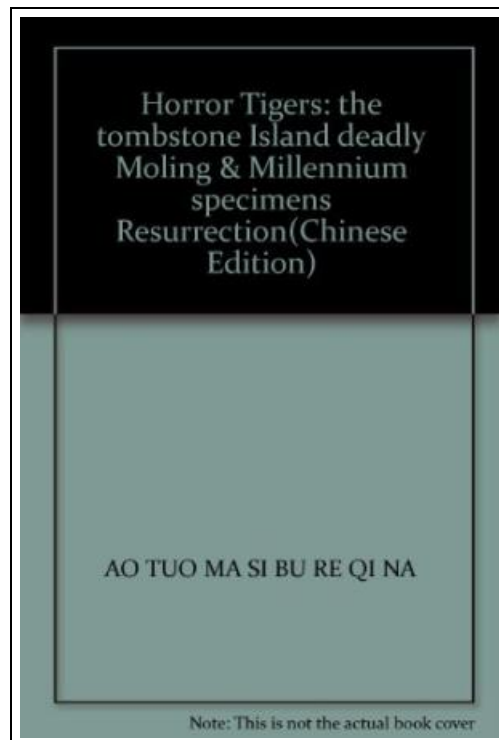 Horror Tigers: the
tombstone Island deadly
Moling & Millennium
specimens
Resurrection(Chinese
Edition)
AO TUO MA SI BU RE QI NA
Note: This is not the actual book cover